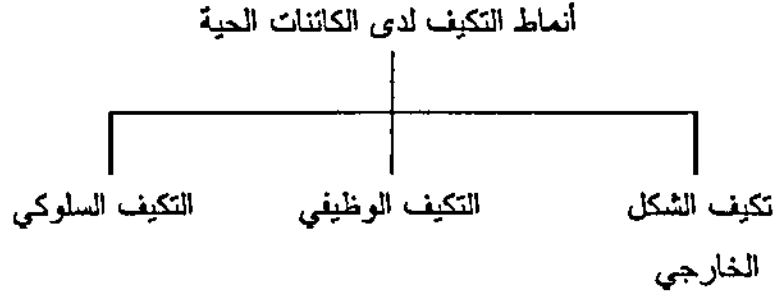 أنماط التكيف لدى الكائنات الحية
تكيف الشكل الخارجي
التكيف الوظيفي
التكيف السلوكي